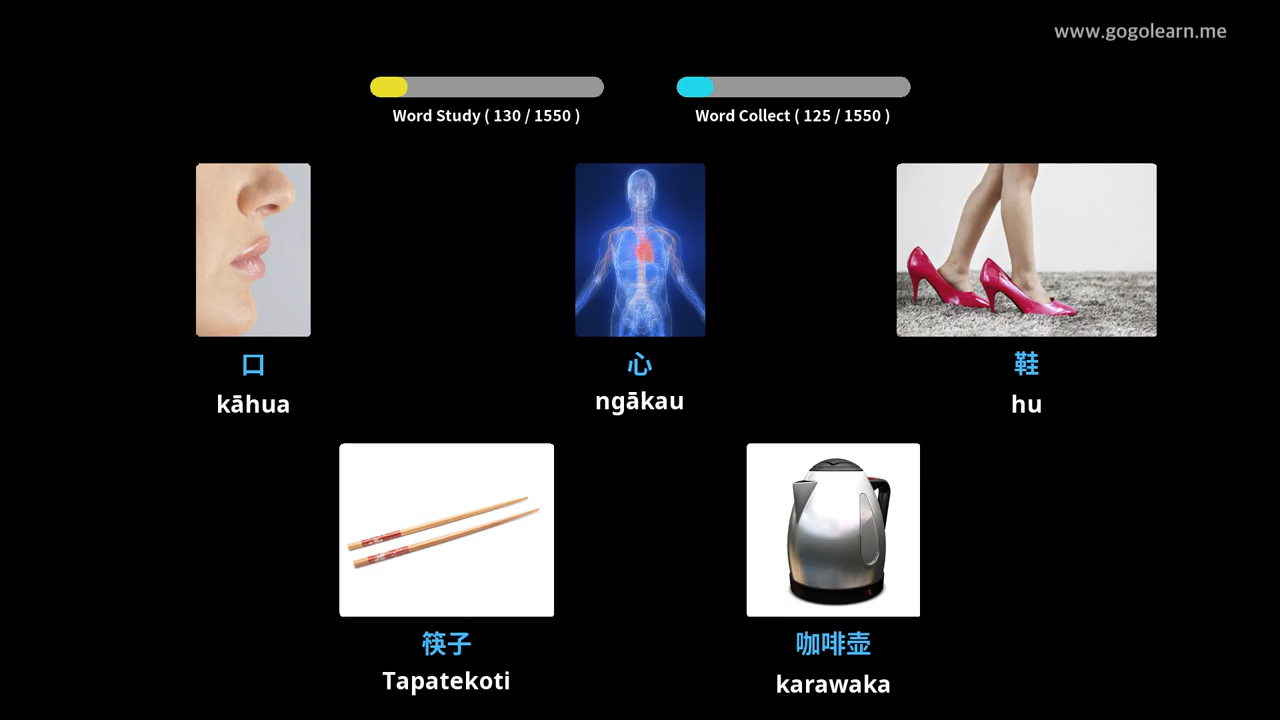 www.gogolearn.me
Word Study ( 130 / 1550 )
Word Collect ( 125 / 1550 )
口
kāhua
心
ngākau
鞋
hu
筷子
Tapatekoti
咖啡壶
karawaka